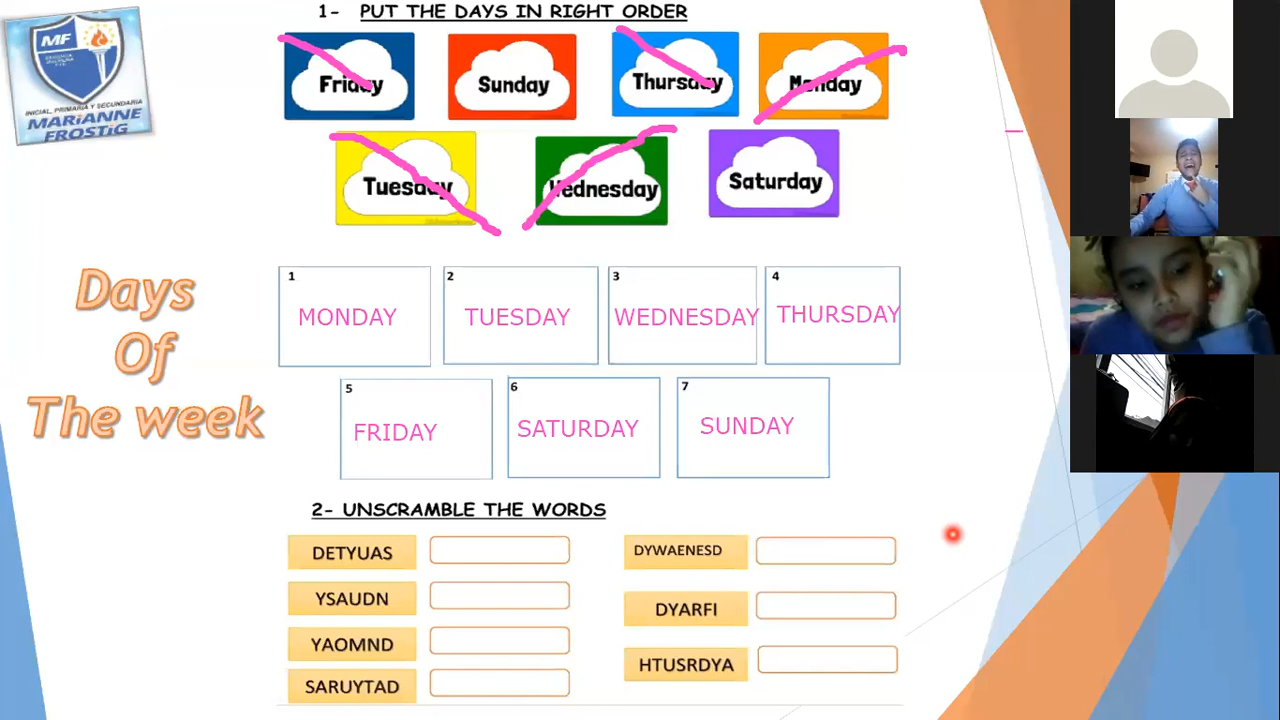 1- PUT THE DAYS IN RIGHT ORDER
MF
INICIAL, PRIMARIA Y SECUNDARIA
MARIANNE
FROSTIG
Friday
Sunday
Thursday
Monday
Tuesday
Wednesday
Saturday
Days
Of
The week
1
MONDAY
2
TUESDAY
3
WEDNESDAY
4
THURSDAY
5
FRIDAY
6
SATURDAY
7
SUNDAY
2- UNSCRAMBLE THE WORDS
DETYUAS
DYWAENESD
YSAUDN
DYARFI
YAOMND
HTUSRDYA
SARUYTAD